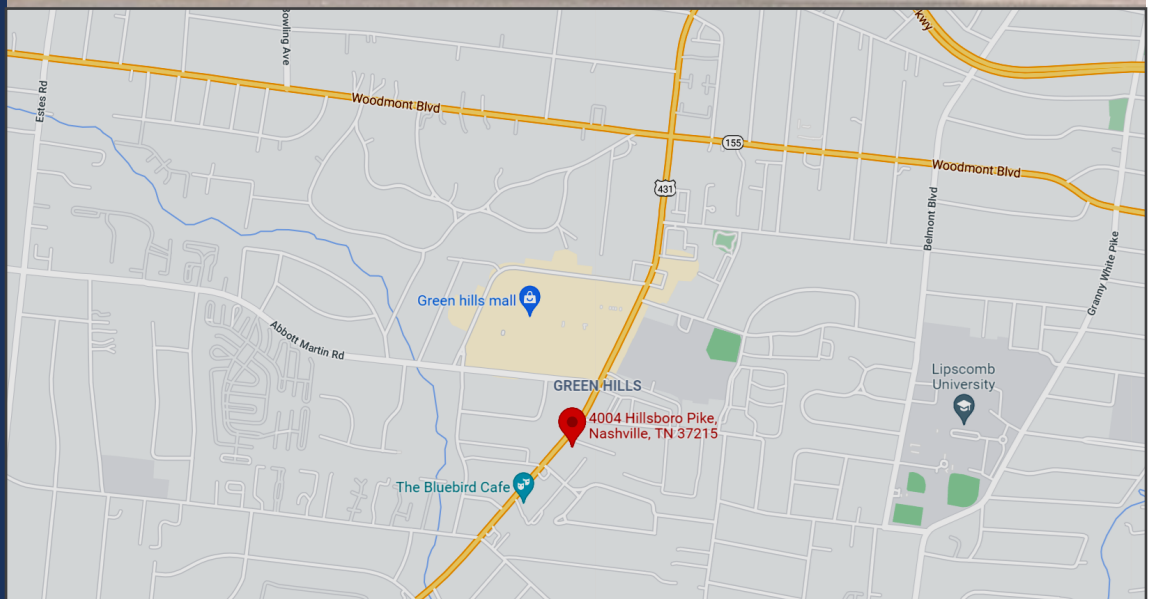 Bowling Ave
kwy
Estes Rd
Woodmont Blvd
155
Woodmont Blvd
431
Belmont Blvd
Granny White Pike
Green hills mall
Abbott Martin Rd
GREEN HILLS
Lipscomb
University
4004 Hillsboro Pike,
Nashville, TN 37215
The Bluebird Cafe